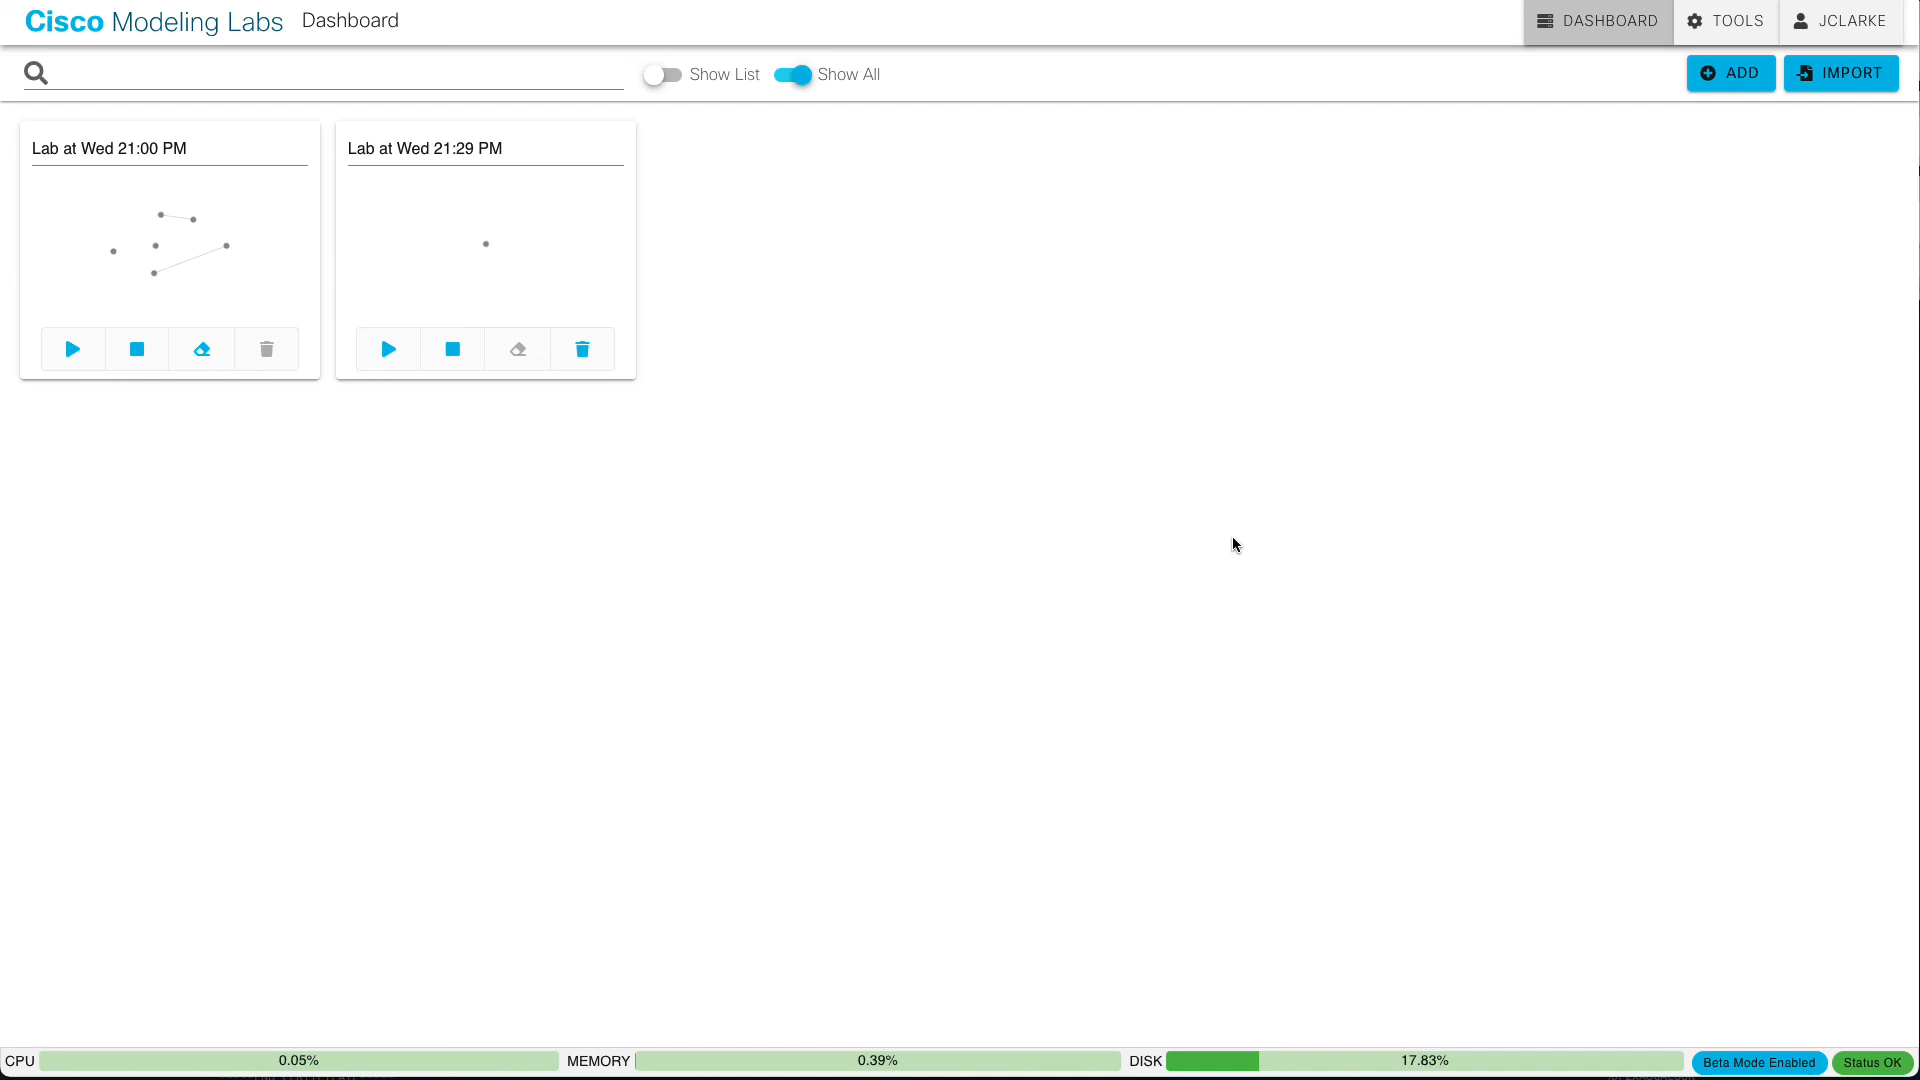 Cisco Modeling Labs Dashboard DASHBOARD TOOLS JCLARKE
Show List Show All ADD IMPORT
Lab at Wed 21:00 PM
Lab at Wed 21:29 PM
CPU 0.05% MEMORY 0.39% DISK 17.83% Beta Mode Enabled Status OK